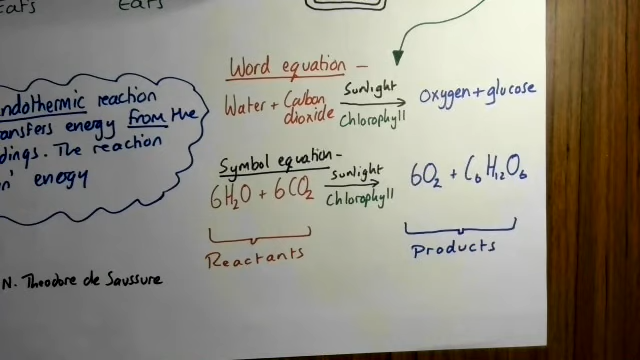 Eats Eats
Word equation -
Sunlight
Water + Carbon dioxide Oxygen + glucose
Chlorophyll
Endothermic reaction
ansfers energy from the
dings. The reaction
n' energy
Symbol equation -
Sunlight
6H₂O + 6CO₂ 6O₂ + C₆H₁₂O₆
Chlorophyll
Reactants Products
N. Theodore de Saussure